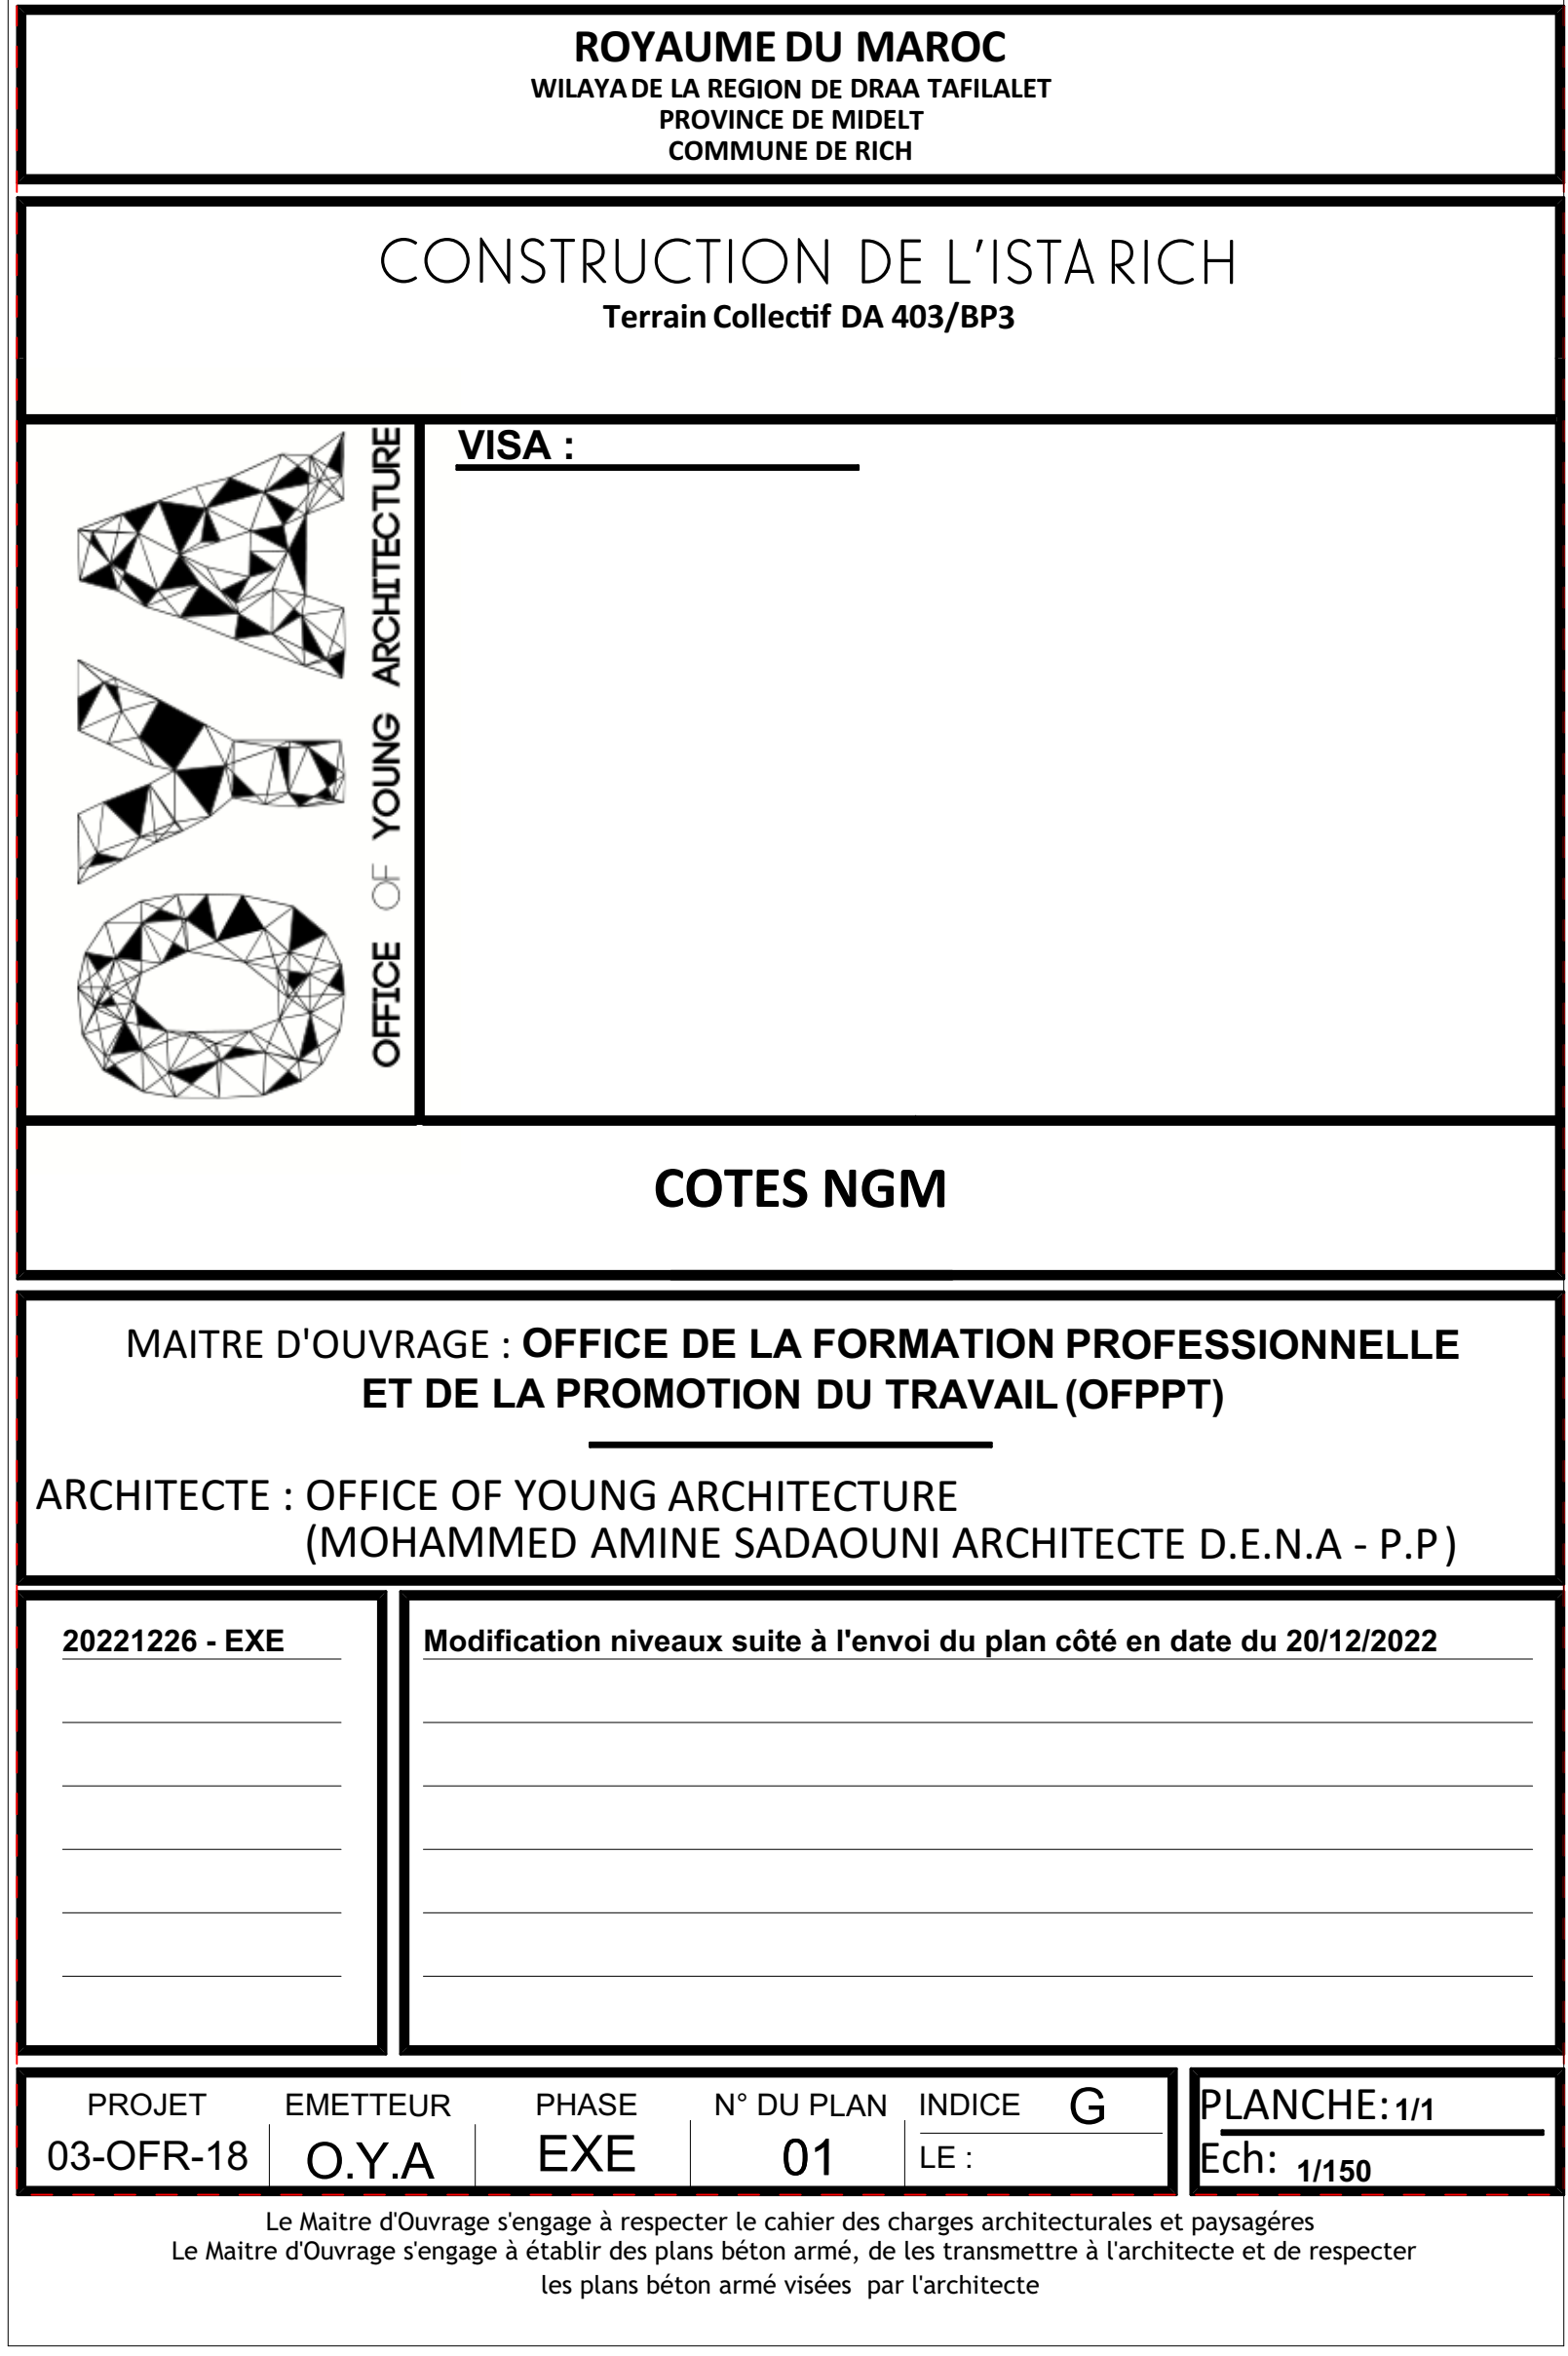 ROYAUME DU MAROC
WILAYA DE LA REGION DE DRAA TAFILALET
PROVINCE DE MIDELT
COMMUNE DE RICH
CONSTRUCTION DE L'ISTA RICH
Terrain Collectif DA 403/BP3
OYA
OFFICE OF YOUNG ARCHITECTURE
VISA :
COTES NGM
MAITRE D'OUVRAGE : OFFICE DE LA FORMATION PROFESSIONNELLE
ET DE LA PROMOTION DU TRAVAIL (OFPPT)
ARCHITECTE : OFFICE OF YOUNG ARCHITECTURE
(MOHAMMED AMINE SADAOUNI ARCHITECTE D.E.N.A - P.P)
20221226 - EXE
Modification niveaux suite à l'envoi du plan côté en date du 20/12/2022
PROJET
03-OFR-18
EMETTEUR
O.Y.A
PHASE
EXE
N° DU PLAN
01
INDICE G
LE :
PLANCHE: 1/1
Ech: 1/150
Le Maitre d'Ouvrage s'engage à respecter le cahier des charges architecturales et paysagéres
Le Maitre d'Ouvrage s'engage à établir des plans béton armé, de les transmettre à l'architecte et de respecter
les plans béton armé visées par l'architecte